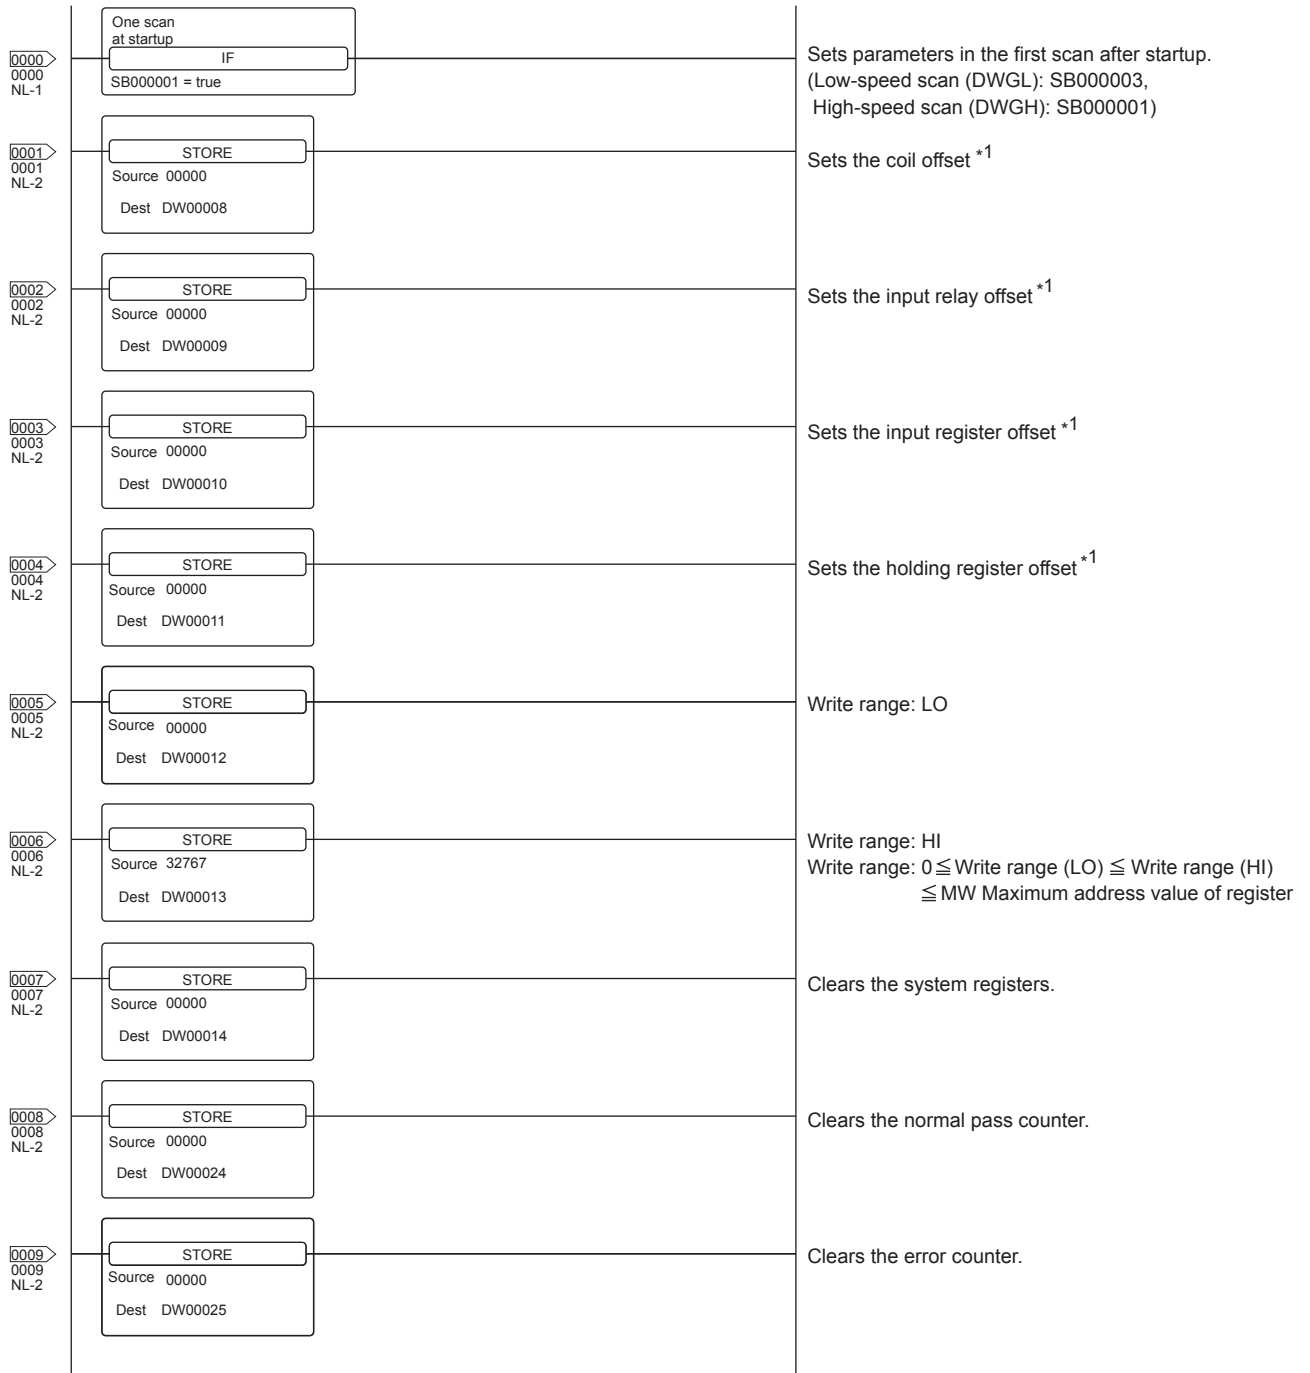 One scan
at startup
0000
0000
NL-1
IF
SB000001 = true
Sets parameters in the first scan after startup.
(Low-speed scan (DWGL): SB000003,
High-speed scan (DWGH): SB000001)
0001
0001
NL-2
STORE
Source 00000
Dest DW00008
Sets the coil offset *1
0002
0002
NL-2
STORE
Source 00000
Dest DW00009
Sets the input relay offset *1
0003
0003
NL-2
STORE
Source 00000
Dest DW00010
Sets the input register offset *1
0004
0004
NL-2
STORE
Source 00000
Dest DW00011
Sets the holding register offset *1
0005
0005
NL-2
STORE
Source 00000
Dest DW00012
Write range: LO
0006
0006
NL-2
STORE
Source 32767
Dest DW00013
Write range: HI
Write range: 0≦Write range (LO) ≦ Write range (HI)
≦MW Maximum address value of register
0007
0007
NL-2
STORE
Source 00000
Dest DW00014
Clears the system registers.
0008
0008
NL-2
STORE
Source 00000
Dest DW00024
Clears the normal pass counter.
0009
0009
NL-2
STORE
Source 00000
Dest DW00025
Clears the error counter.